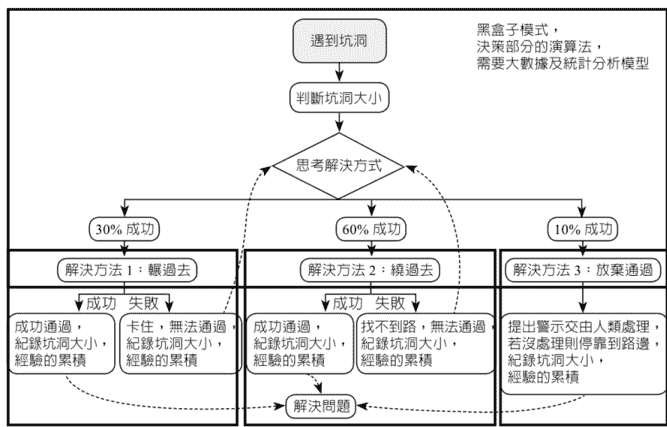 遇到坑洞
黑盒子模式，
決策部分的演算法，
需要大數據及統計分析模型
判斷坑洞大小
思考解決方式
30% 成功
60% 成功
10% 成功
解決方法 1：輾過去
解決方法 2：繞過去
解決方法 3：放棄通過
成功
失敗
成功
失敗
成功通過，
紀錄坑洞大小，
經驗的累積
卡住，無法通過，
紀錄坑洞大小，
經驗的累積
成功通過，
紀錄坑洞大小，
經驗的累積
找不到路，無法通過，
紀錄坑洞大小，
經驗的累積
提出警示交由人類處理，
若沒處理則停靠到路邊，
紀錄坑洞大小，
經驗的累積
解決問題